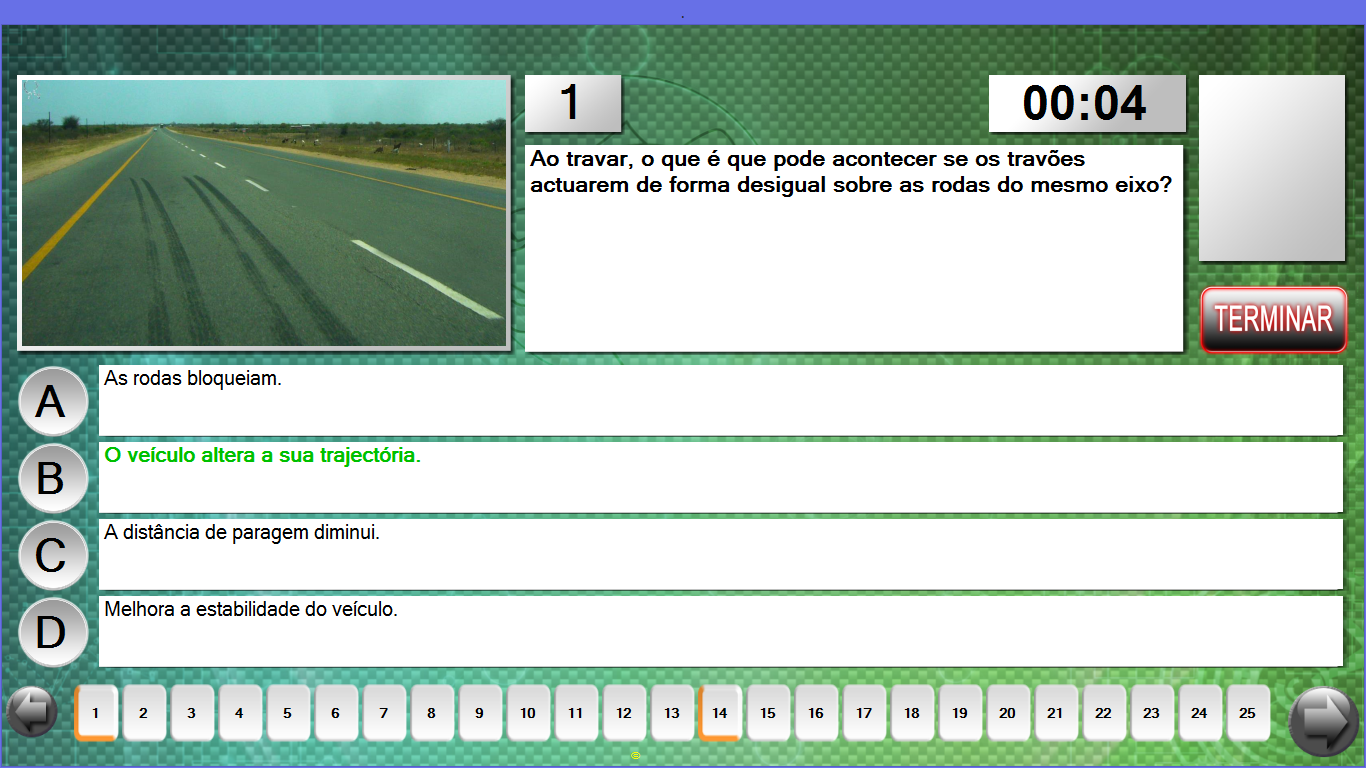 1
00:04
Ao travar, o que é que pode acontecer se os travões
actuarem de forma desigual sobre as rodas do mesmo eixo?
TERMINAR
A
As rodas bloqueiam.
B
O veículo altera a sua trajectória.
C
A distância de paragem diminui.
D
Melhora a estabilidade do veículo.
1 2 3 4 5 6 7 8 9 10 11 12 13 14 15 16 17 18 19 20 21 22 23 24 25
©